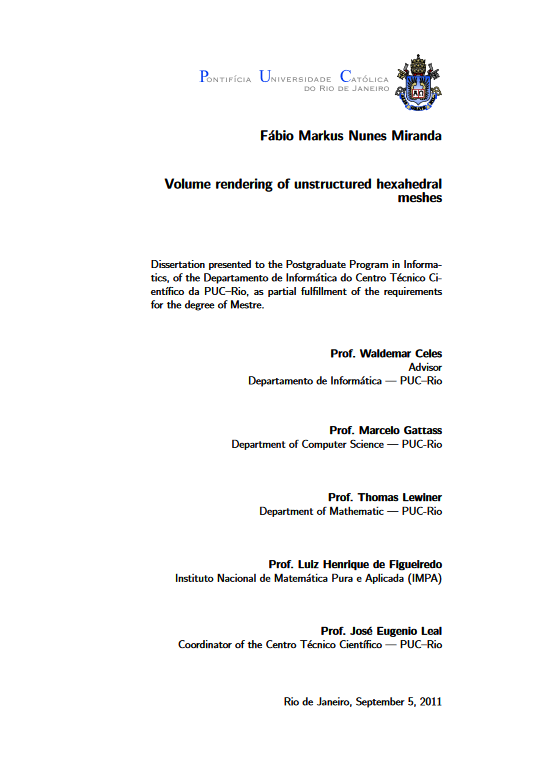 Pontifícia Universidade Católica
do Rio de Janeiro
Fábio Markus Nunes Miranda
Volume rendering of unstructured hexahedral
meshes
Dissertation presented to the Postgraduate Program in Informa-
tics, of the Departamento de Informática do Centro Técnico Ci-
entífico da PUC–Rio, as partial fulfillment of the requirements
for the degree of Mestre.
Prof. Waldemar Celes
Advisor
Departamento de Informática — PUC–Rio
Prof. Marcelo Gattass
Department of Computer Science — PUC-Rio
Prof. Thomas Lewiner
Department of Mathematic — PUC-Rio
Prof. Luiz Henrique de Figueiredo
Instituto Nacional de Matemática Pura e Aplicada (IMPA)
Prof. José Eugenio Leal
Coordinator of the Centro Técnico Científico — PUC–Rio
Rio de Janeiro, September 5, 2011